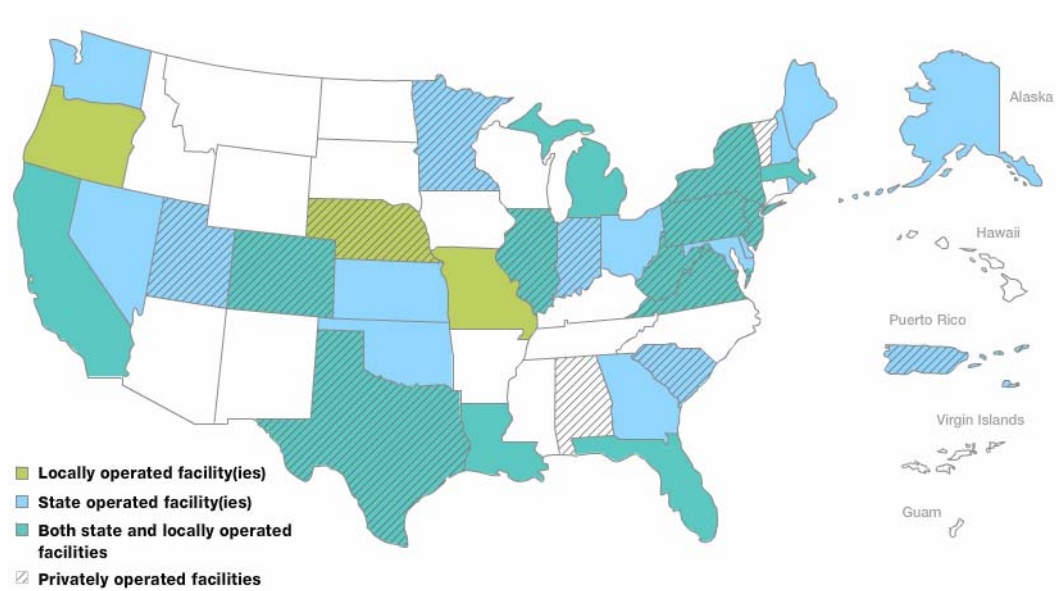 Alaska
Hawaii
Puerto Rico
Virgin Islands
Guam
Locally operated facility(ies)
State operated facility(ies)
Both state and locally operated
facilities
Privately operated facilities